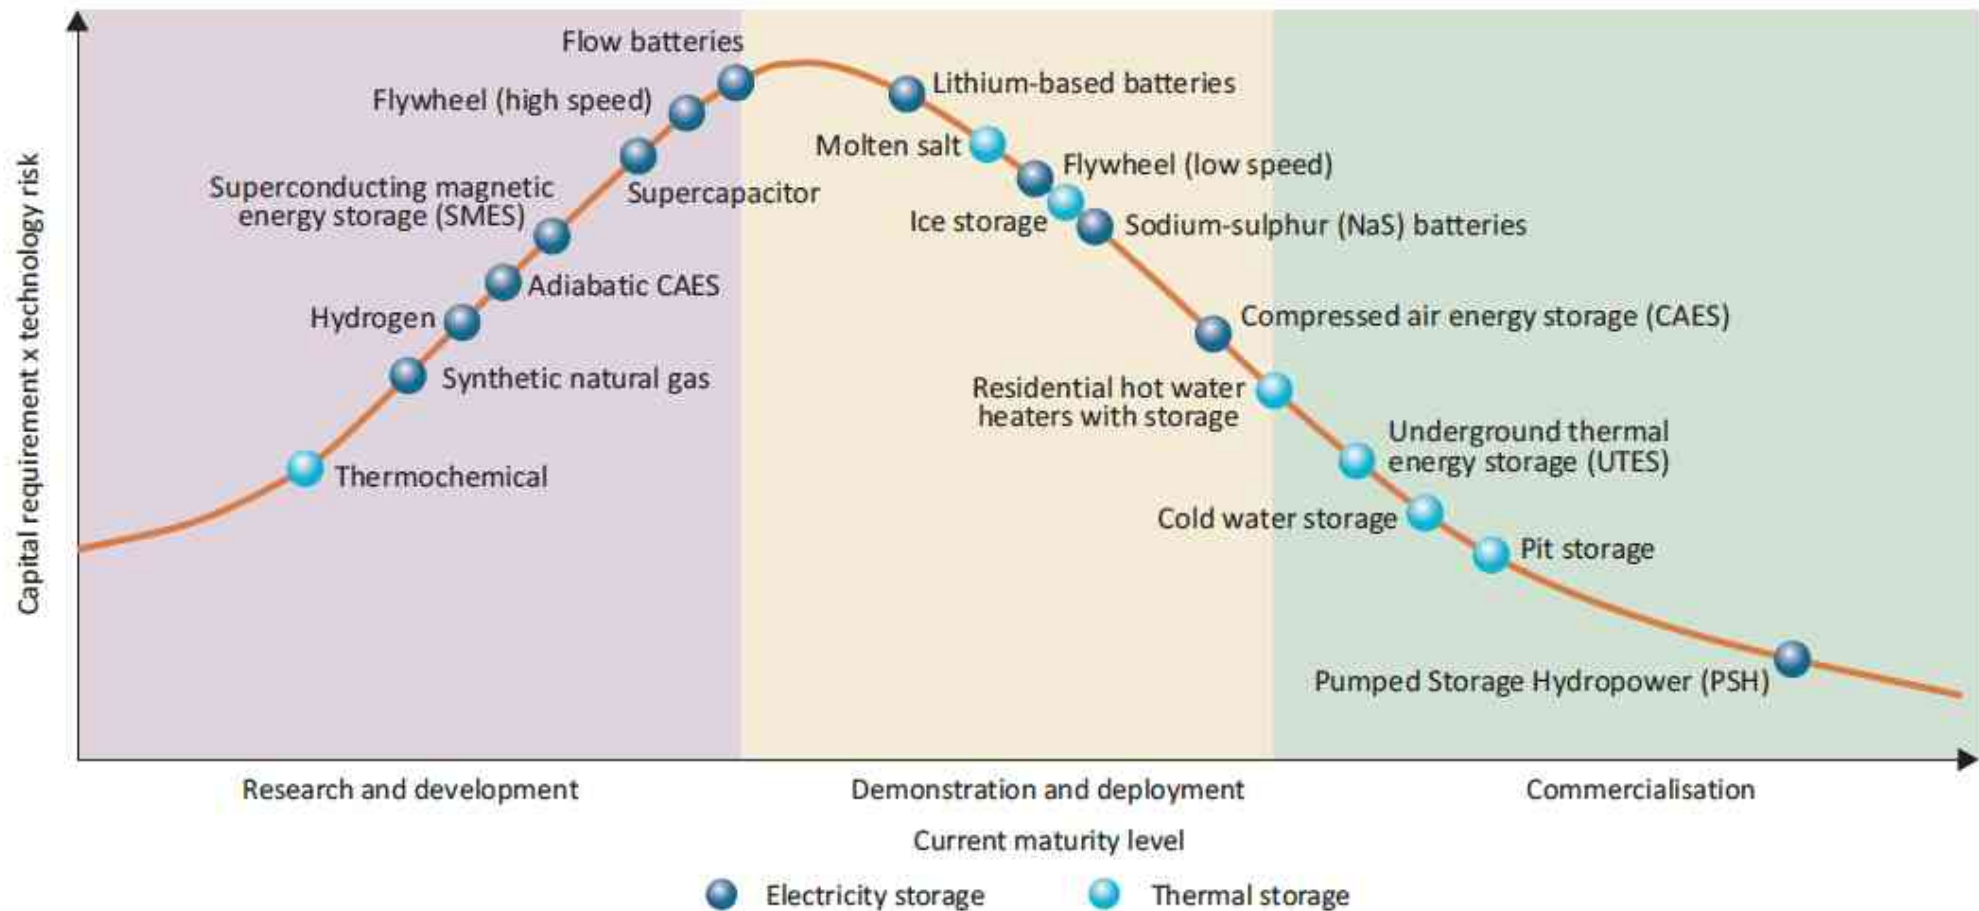 Capital requirement x technology risk
Flow batteries
Flywheel (high speed)
Superconducting magnetic
energy storage (SMES)
Supercapacitor
Adiabatic CAES
Hydrogen
Synthetic natural gas
Thermochemical
Lithium-based batteries
Molten salt
Flywheel (low speed)
Ice storage
Sodium-sulphur (NaS) batteries
Compressed air energy storage (CAES)
Residential hot water
heaters with storage
Underground thermal
energy storage (UTES)
Cold water storage
Pit storage
Pumped Storage Hydropower (PSH)
Research and development
Demonstration and deployment
Commercialisation
Current maturity level
Electricity storage
Thermal storage